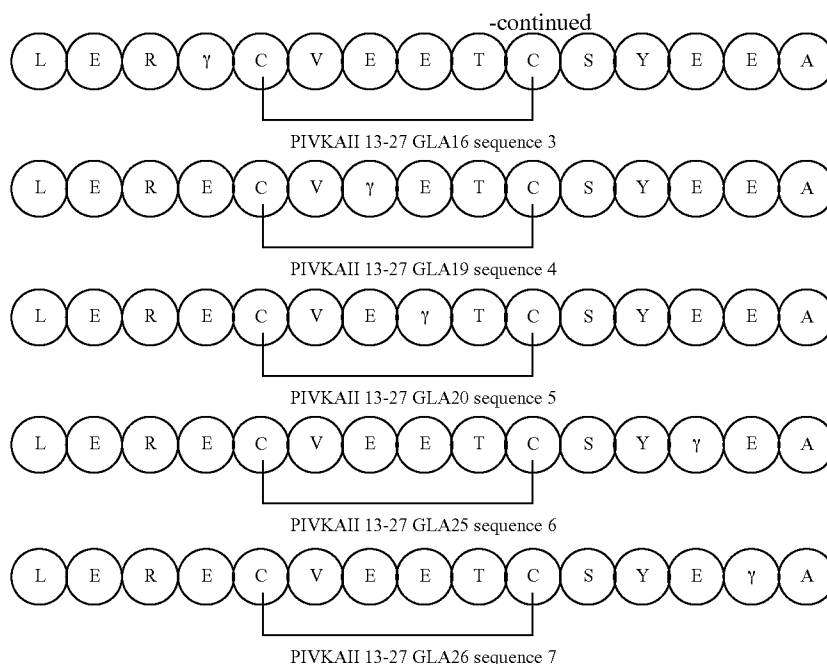 -continued
L E R γ C V E E T C S Y E E A
PIVKAII 13-27 GLA16 sequence 3
L E R E C V γ E T C S Y E E A
PIVKAII 13-27 GLA19 sequence 4
L E R E C V E γ T C S Y E E A
PIVKAII 13-27 GLA20 sequence 5
L E R E C V E E T C S Y γ E A
PIVKAII 13-27 GLA25 sequence 6
L E R E C V E E T C S Y E γ A
PIVKAII 13-27 GLA26 sequence 7